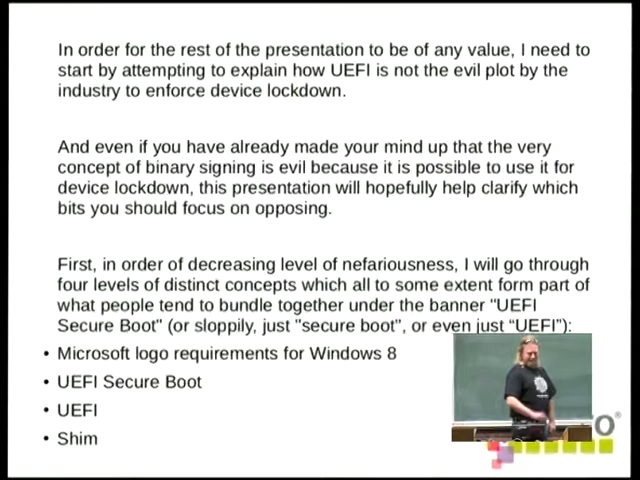 In order for the rest of the presentation to be of any value, I need to
start by attempting to explain how UEFI is not the evil plot by the
industry to enforce device lockdown.
And even if you have already made your mind up that the very
concept of binary signing is evil because it is possible to use it for
device lockdown, this presentation will hopefully help clarify which
bits you should focus on opposing.
First, in order of decreasing level of nefariousness, I will go through
four levels of distinct concepts which all to some extent form part of
what people tend to bundle together under the banner "UEFI
Secure Boot" (or sloppily, just "secure boot", or even just “UEFI”):
• Microsoft logo requirements for Windows 8
• UEFI Secure Boot
• UEFI
• Shim